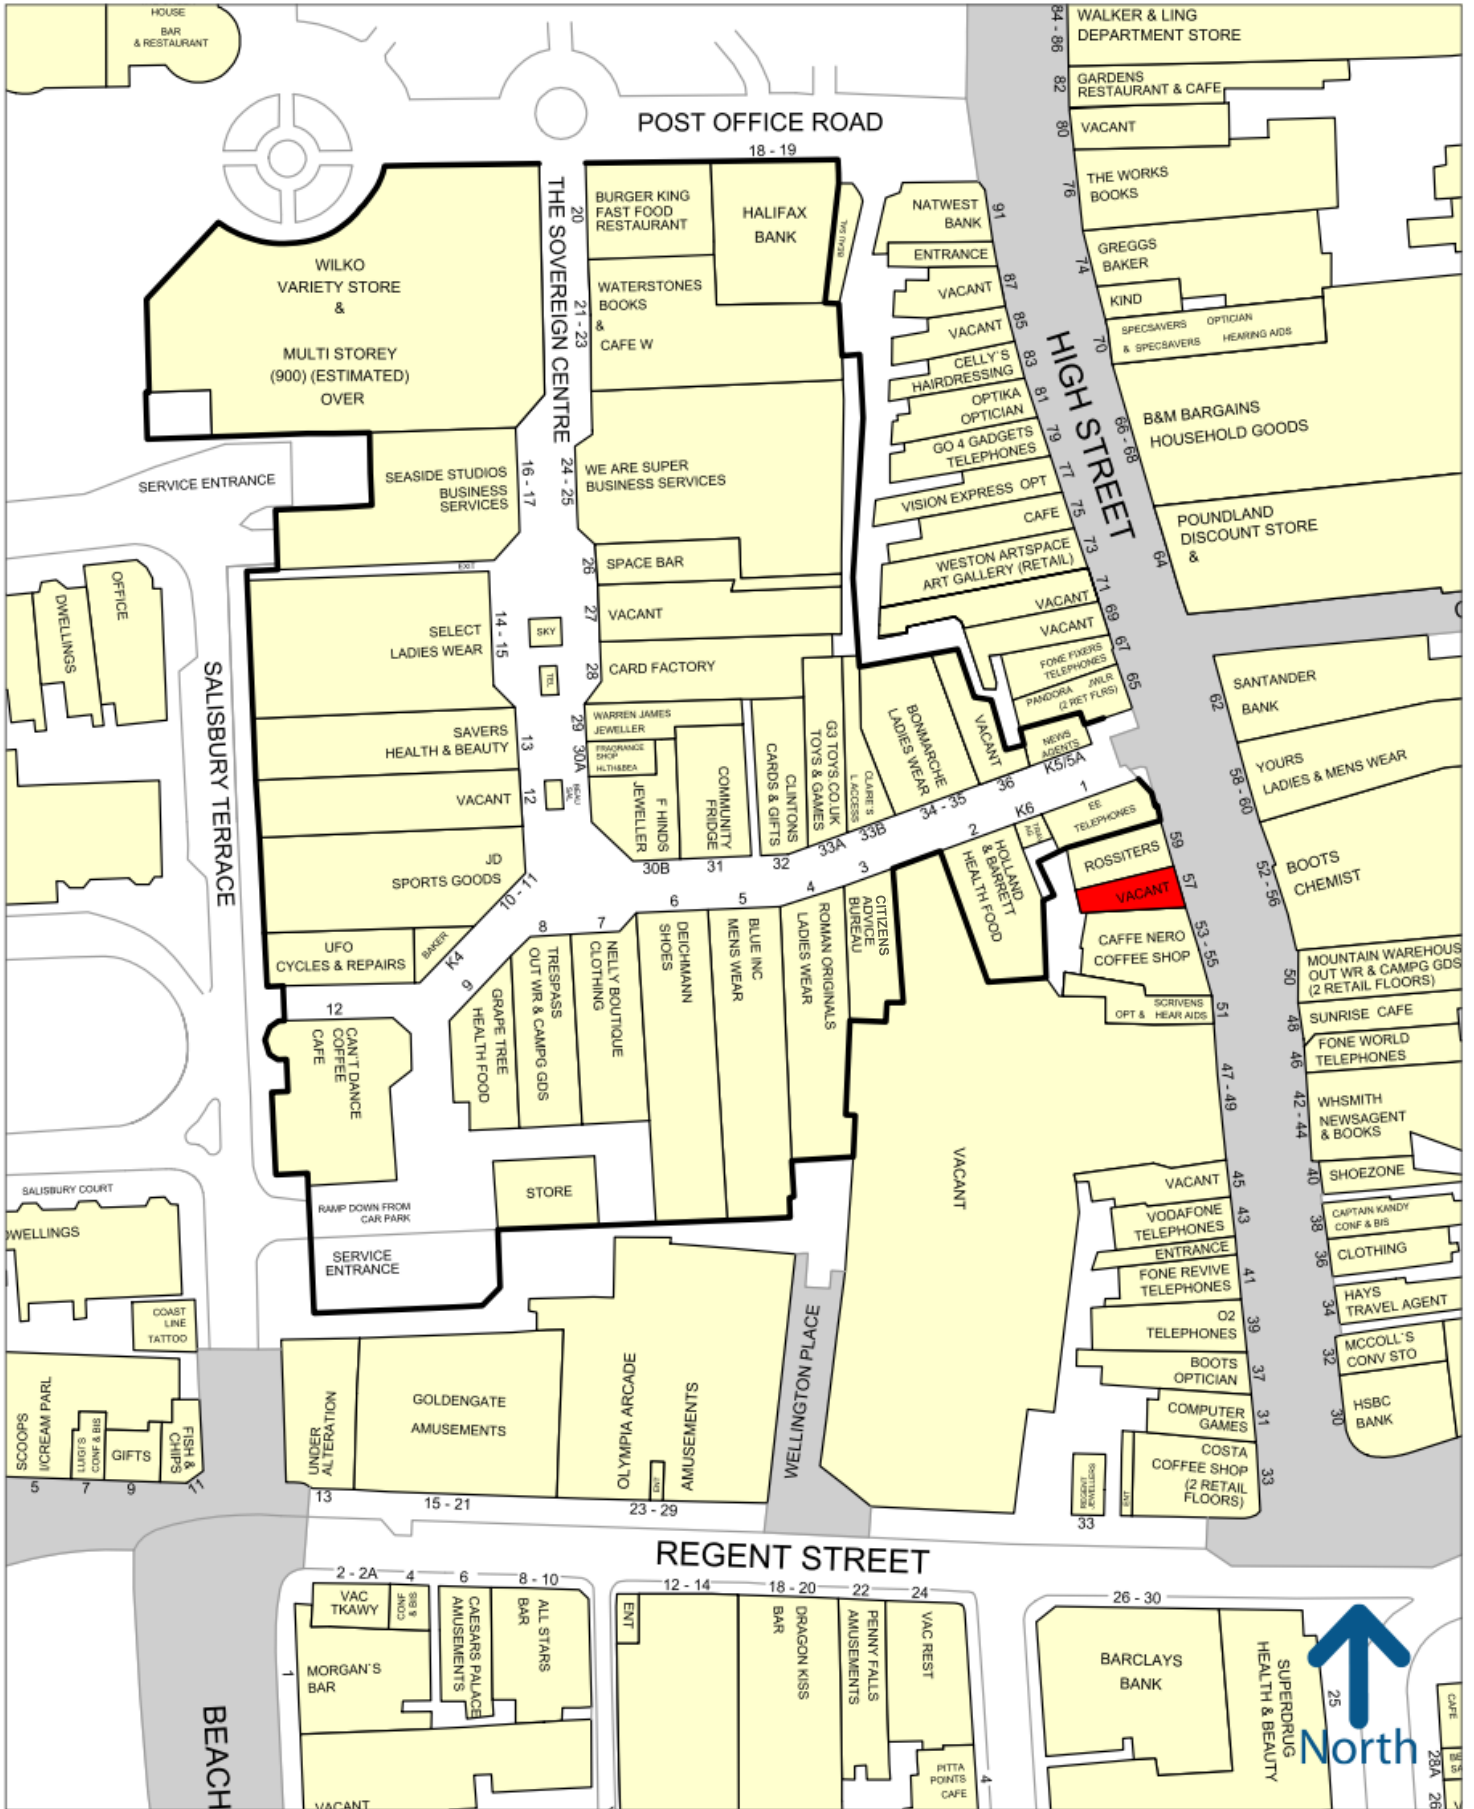 HOUSE
BAR
& RESTAURANT
84 - 86
WALKER & LING
DEPARTMENT STORE
82
GARDENS
RESTAURANT & CAFE
80
VACANT
76
THE WORKS
BOOKS
74
GREGGS
BAKER
KIND
70
SPECSAVERS OPTICIAN
& SPECSAVERS HEARING AIDS
66 - 68
B&M BARGAINS
HOUSEHOLD GOODS
64
POUNDLAND
DISCOUNT STORE
&
POST OFFICE ROAD
18 - 19
THE SOVEREIGN CENTRE
HIGH STREET
WILKO
VARIETY STORE
&
MULTI STOREY
(900) (ESTIMATED)
OVER
20
BURGER KING
FAST FOOD
RESTAURANT
HALIFAX
BANK
BEAU SAL
21 - 23
WATERSTONES
BOOKS
&
CAFE W
NATWEST
BANK
91
ENTRANCE
VACANT
87
VACANT
85
CELLY'S
HAIRDRESSING
83
OPTIKA
OPTICIAN
81
GO 4 GADGETS
TELEPHONES
79
VISION EXPRESS OPT
77
CAFE
75
WESTON ARTSPACE
ART GALLERY (RETAIL)
73
VACANT
71
VACANT
69
FONE FIXERS
TELEPHONES
67
PANDORA JWLR
(2 RET FLRS)
65
SERVICE ENTRANCE
SEASIDE STUDIOS
BUSINESS
SERVICES
16 - 17
24 - 25
WE ARE SUPER
BUSINESS SERVICES
26
SPACE BAR
EXIT
27
VACANT
SELECT
LADIES WEAR
14 - 15
SKY
TEL
28
CARD FACTORY
OFFICE
DWELLINGS
SALISBURY TERRACE
SAVERS
HEALTH & BEAUTY
13
29
WARREN JAMES
JEWELLER
30A
FRAGRANCE
SHOP
HLTH&BEA
VACANT
12
BEAU
SAL
F HINDS
JEWELLER
30B
COMMUNITY
FRIDGE
31
CLINTONS
CARDS & GIFTS
32
G3 TOYS.CO.UK
TOYS & GAMES
33A
CLAIRE'S
L ACCESS
33B
BONMARCHE
LADIES WEAR
34 - 35
VACANT
36
NEWS
AGENTS
K5/5A
JD
SPORTS GOODS
10 - 11
UFO
CYCLES & REPAIRS
BAKER
K4
12
CAN'T DANCE
COFFEE
CAFE
9
GRAPE TREE
HEALTH FOOD
8
TRESPASS
OUT WR & CAMPG GDS
7
NELLY BOUTIQUE
CLOTHING
6
DEICHMANN
SHOES
5
BLUE INC
MENS WEAR
4
ROMAN ORIGINALS
LADIES WEAR
3
CITIZENS
ADVICE
BUREAU
2
HOLLAND
& BARRETT
HEALTH FOOD
K6
TRAV
AG
1
EE
TELEPHONES
59
ROSSITERS
57
VACANT
53 - 55
CAFFE NERO
COFFEE SHOP
51
SCRIVENS
OPT & HEAR AIDS
47 - 49
VACANT
62
SANTANDER
BANK
58 - 60
YOURS
LADIES & MENS WEAR
52 - 56
BOOTS
CHEMIST
50
MOUNTAIN WAREHOUS
OUT WR & CAMPG GDS
(2 RETAIL FLOORS)
48
SUNRISE CAFE
46
FONE WORLD
TELEPHONES
42 - 44
WHSMITH
NEWSAGENT
& BOOKS
40
SHOEZONE
38
CAPTAIN KANDY
CONF & BIS
36
CLOTHING
34
HAYS
TRAVEL AGENT
32
MCCOLL'S
CONV STO
30
HSBC
BANK
VACANT
45
VODAFONE
TELEPHONES
43
ENTRANCE
FONE REVIVE
TELEPHONES
41
O2
TELEPHONES
39
BOOTS
OPTICIAN
37
COMPUTER
GAMES
31
COSTA
COFFEE SHOP
(2 RETAIL
FLOORS)
33
ENT
REGENT
JEWELLERS
33
STORE
RAMP DOWN FROM
CAR PARK
SERVICE
ENTRANCE
SALISBURY COURT
DWELLINGS
COAST
LINE
TATTOO
SCOOPS
I/CREAM PARL
5
LUIGI'S
CONF & BIS
7
GIFTS
9
FISH &
CHIPS
11
UNDER
ALTERATION
13
GOLDENGATE
AMUSEMENTS
15 - 21
OLYMPIA ARCADE
AMUSEMENTS
ENT
23 - 29
WELLINGTON PLACE
REGENT STREET
BEACH
2 - 2A
VAC
TKAWY
4
CONF
& BIS
6
CAESARS PALACE
AMUSEMENTS
8 - 10
ALL STARS
BAR
1
MORGAN'S
BAR
VACANT
ENT
12 - 14
18 - 20
DRAGON KISS
BAR
22
PENNY FALLS
AMUSEMENTS
24
VAC REST
PITTA
POINTS
CAFE
4
26 - 30
BARCLAYS
BANK
SUPERDRUG
HEALTH & BEAUTY
25
North
CAFE
28A
26